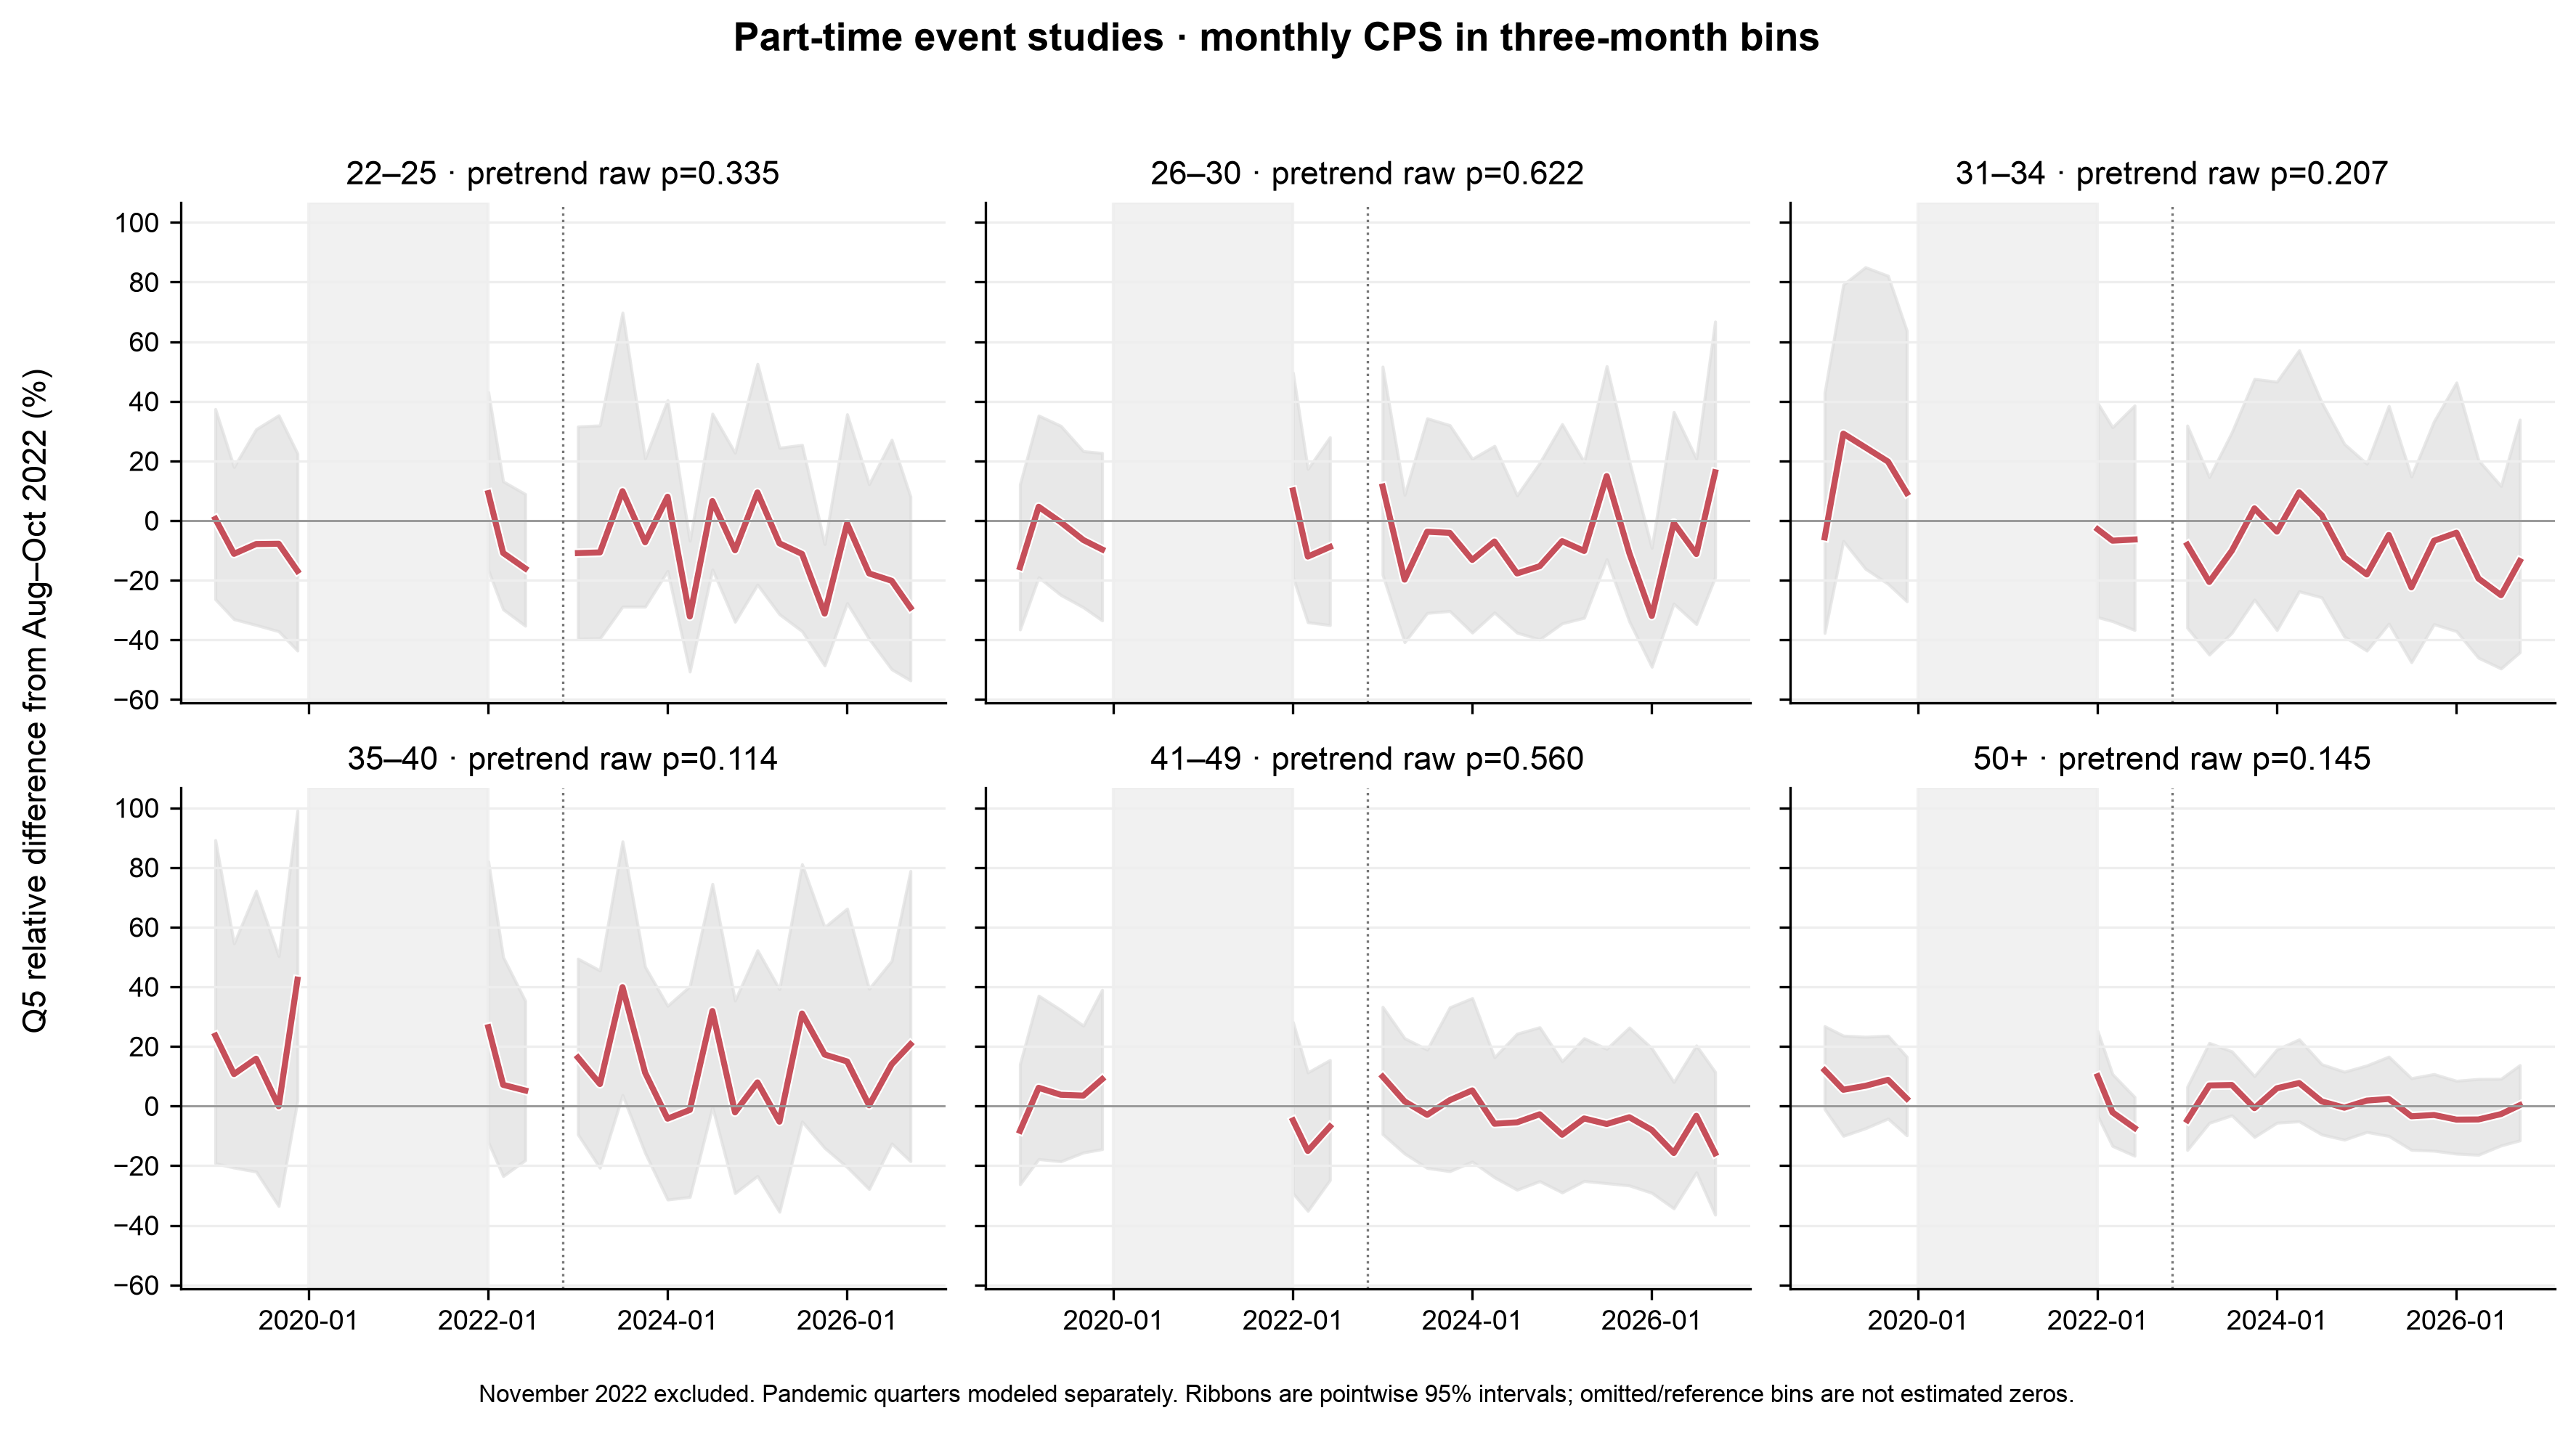 Part-time event studies · monthly CPS in three-month bins
22–25 · pretrend raw p=0.335
26–30 · pretrend raw p=0.622
31–34 · pretrend raw p=0.207
100
80
60
40
20
0
−20
−40
−60
Q5 relative difference from Aug–Oct 2022 (%)
35–40 · pretrend raw p=0.114
41–49 · pretrend raw p=0.560
50+ · pretrend raw p=0.145
100
80
60
40
20
0
−20
−40
−60
2020-01 2022-01 2024-01 2026-01
2020-01 2022-01 2024-01 2026-01
2020-01 2022-01 2024-01 2026-01
November 2022 excluded. Pandemic quarters modeled separately. Ribbons are pointwise 95% intervals; omitted/reference bins are not estimated zeros.